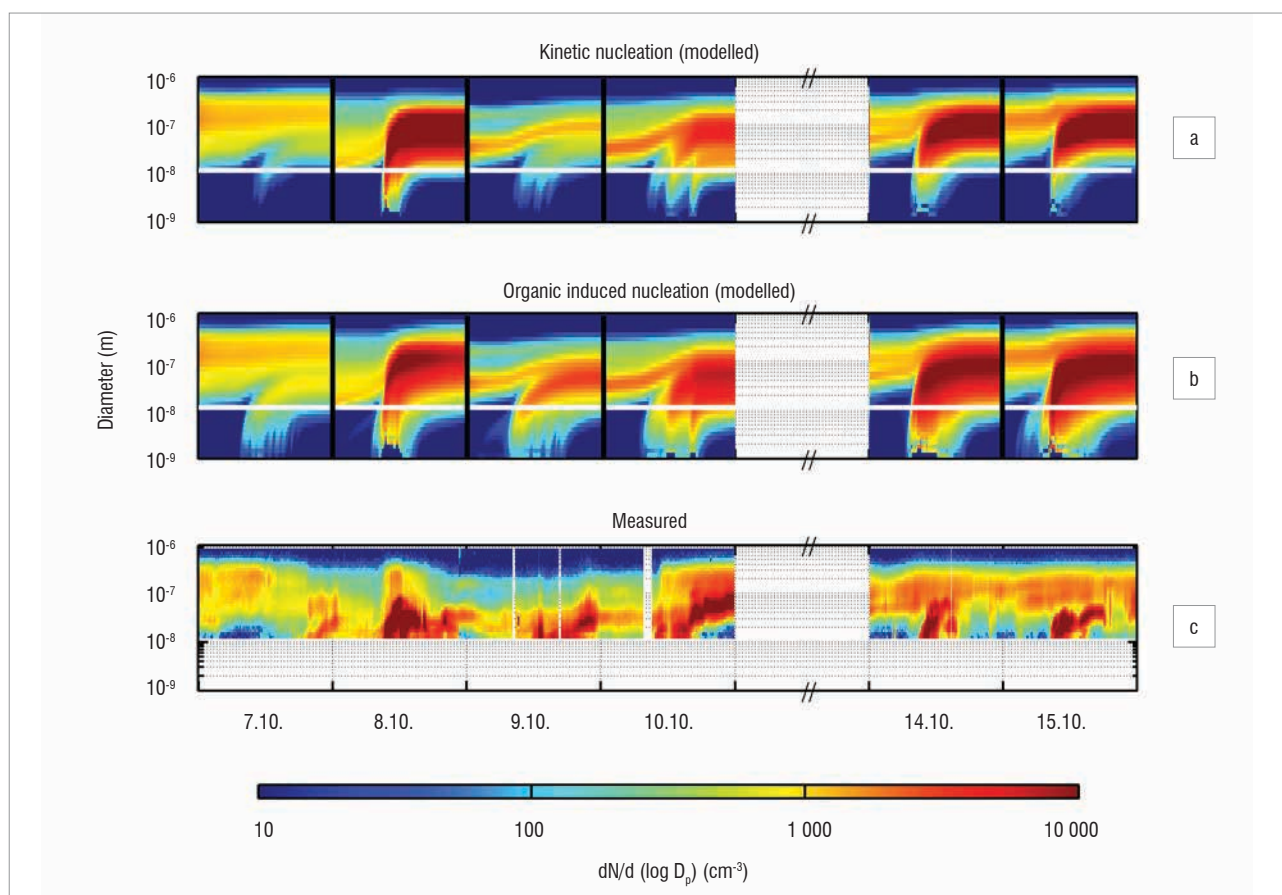 Kinetic nucleation (modelled)
10⁻⁶
10⁻⁷
10⁻⁸
10⁻⁹
a
Organic induced nucleation (modelled)
10⁻⁶
10⁻⁷
10⁻⁸
10⁻⁹
Diameter (m)
b
Measured
10⁻⁶
10⁻⁷
10⁻⁸
10⁻⁹
c
7.10. 8.10. 9.10. 10.10. // 14.10. 15.10.
10 100 1 000 10 000
dN/d (log Dₚ) (cm⁻³)